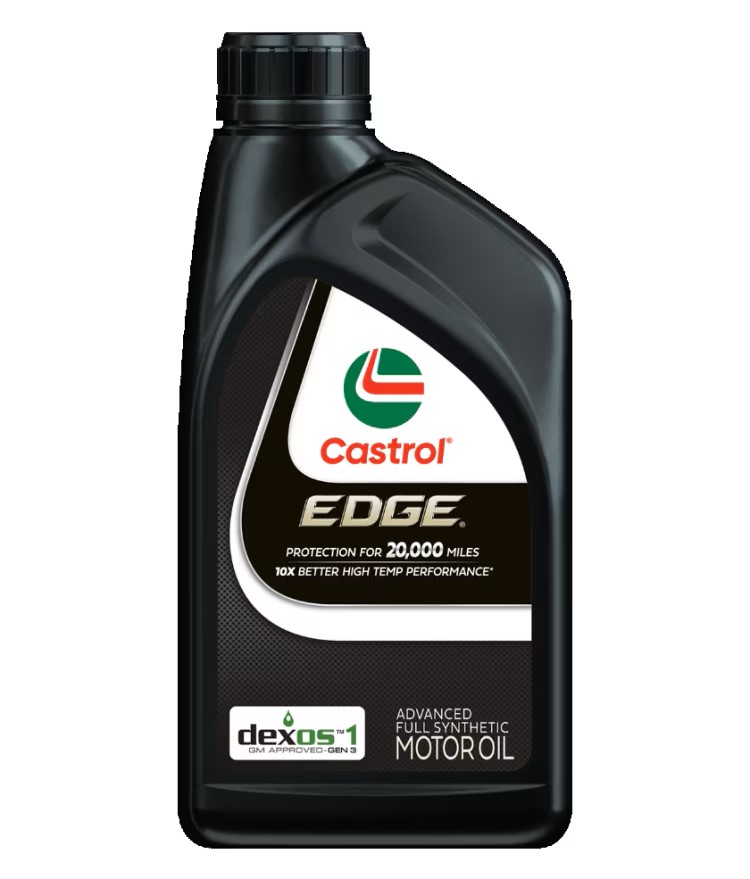 Castrol®
EDGE®
PROTECTION FOR 20,000 MILES
10X BETTER HIGH TEMP PERFORMANCE*
dexos™1
GM APPROVED-GEN 3
ADVANCED
FULL SYNTHETIC
MOTOR OIL